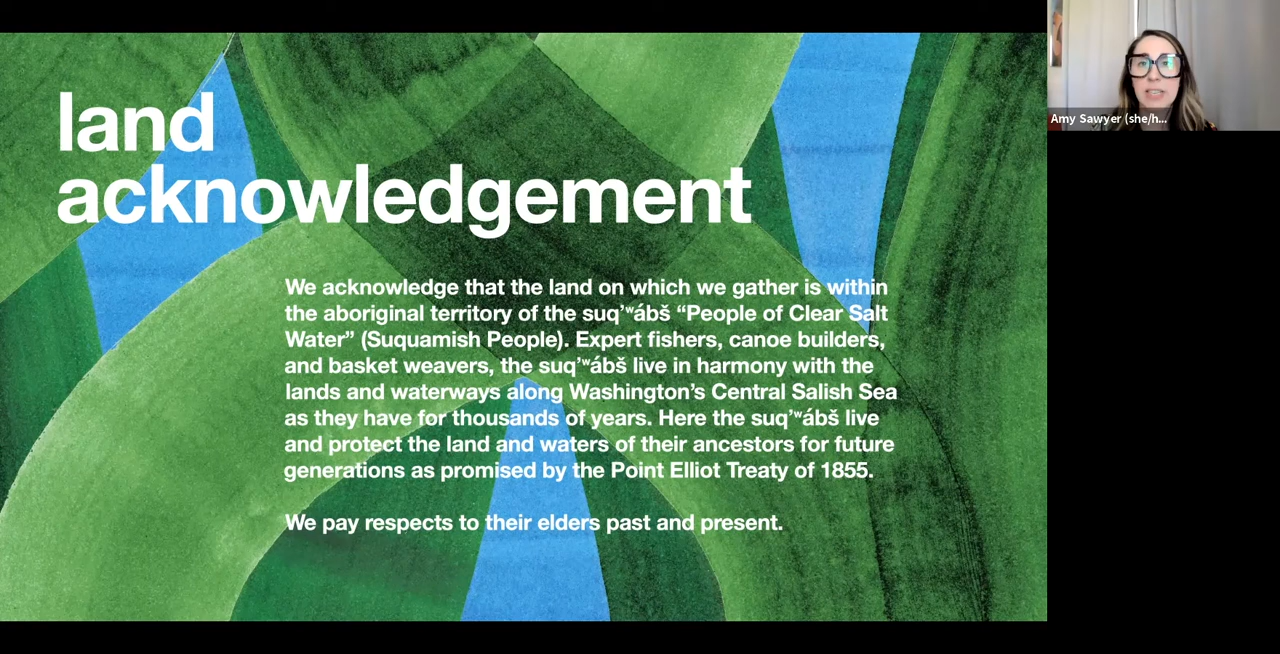 land
acknowledgement
We acknowledge that the land on which we gather is within
the aboriginal territory of the suq’ʷábš “People of Clear Salt
Water” (Suquamish People). Expert fishers, canoe builders,
and basket weavers, the suq’ʷábš live in harmony with the
lands and waterways along Washington’s Central Salish Sea
as they have for thousands of years. Here the suq’ʷábš live
and protect the land and waters of their ancestors for future
generations as promised by the Point Elliot Treaty of 1855.
We pay respects to their elders past and present.
Amy Sawyer (she/h...